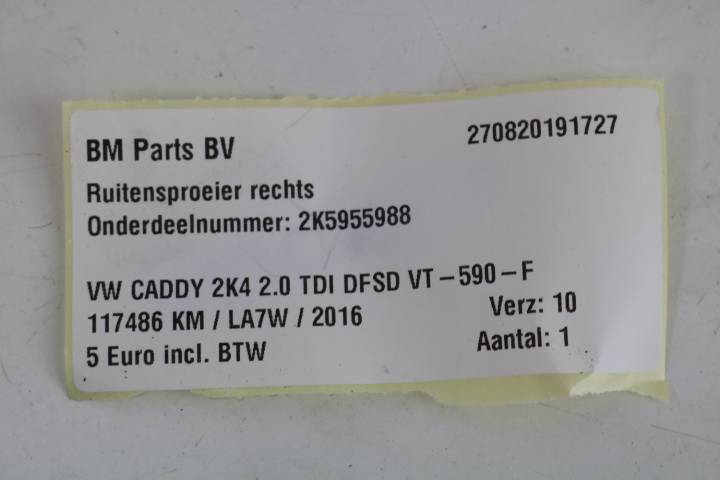 BM Parts BV 270820191727
Ruitensproeier rechts
Onderdeelnummer: 2K5955988
VW CADDY 2K4 2.0 TDI DFSD VT-590-F
117486 KM / LA7W / 2016 Verz: 10
5 Euro incl. BTW Aantal: 1